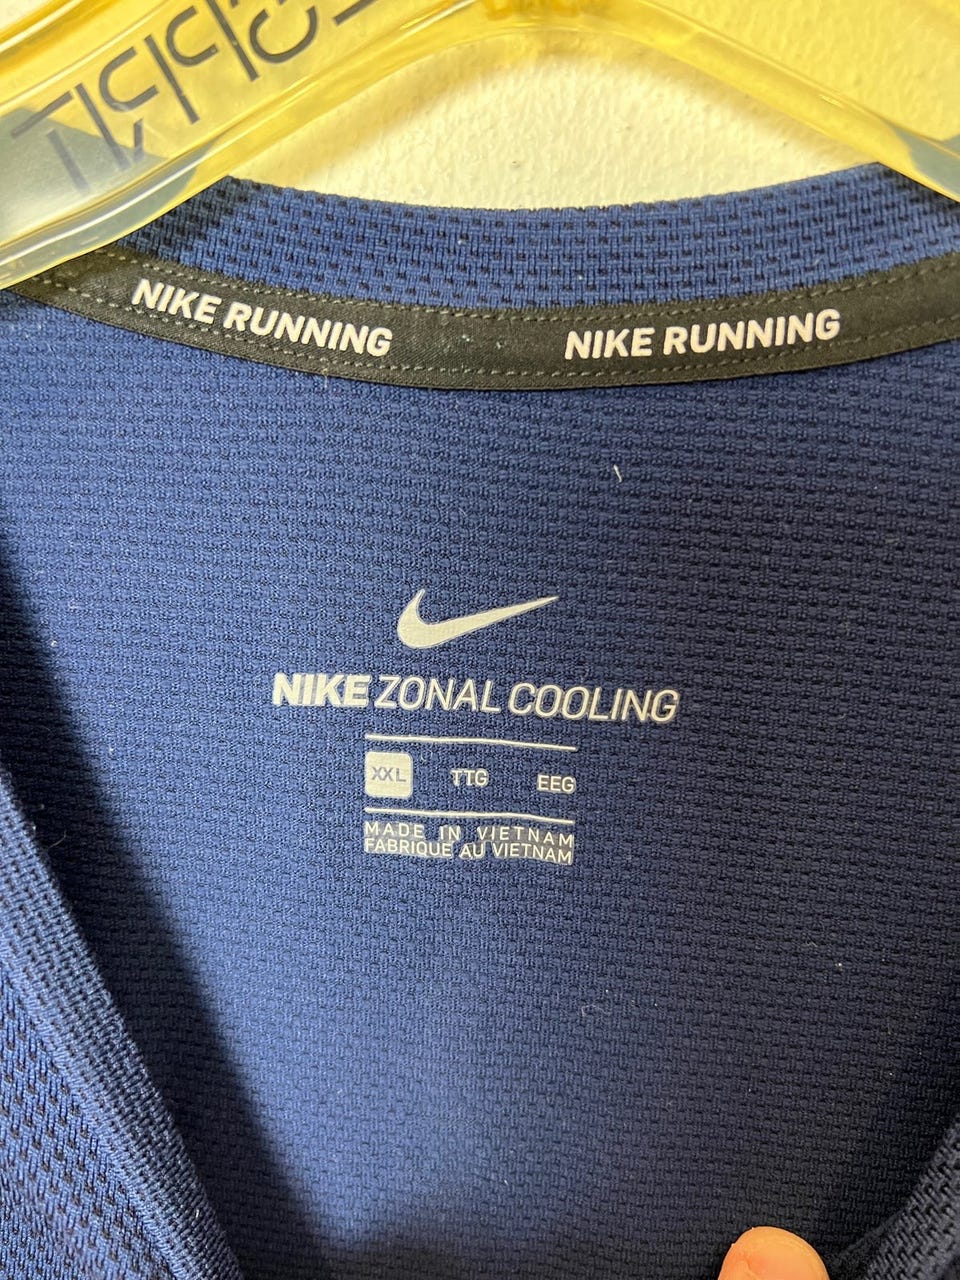 NIKE RUNNING NIKE RUNNING
NIKE ZONAL COOLING
XXL TTG EEG
MADE IN VIETNAM
FABRIQUE AU VIETNAM